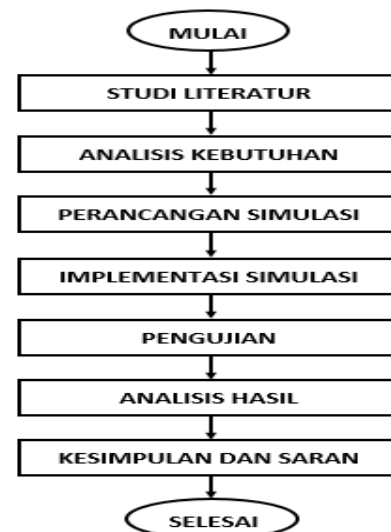 MULAI
STUDI LITERATUR
ANALISIS KEBUTUHAN
PERANCANGAN SIMULASI
IMPLEMENTASI SIMULASI
PENGUJIAN
ANALISIS HASIL
KESIMPULAN DAN SARAN
SELESAI